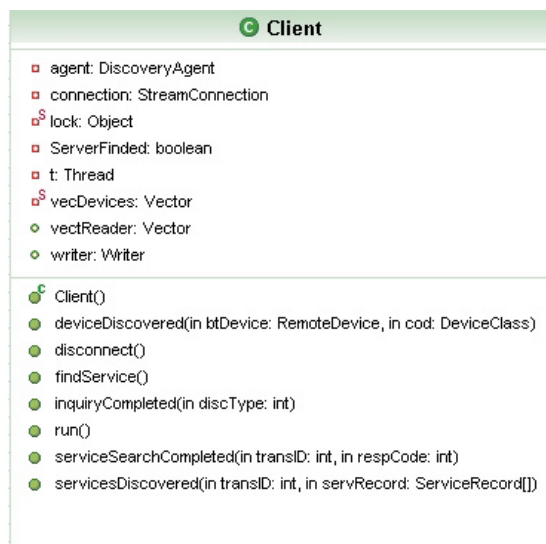 C Client
agent: DiscoveryAgent
connection: StreamConnection
S lock: Object
ServerFinded: boolean
t: Thread
S vecDevices: Vector
vectReader: Vector
writer: Writer
C Client()
deviceDiscovered(in btDevice: RemoteDevice, in cod: DeviceClass)
disconnect()
findService()
inquiryCompleted(in discType: int)
run()
serviceSearchCompleted(in transID: int, in respCode: int)
servicesDiscovered(in transID: int, in servRecord: ServiceRecord[])